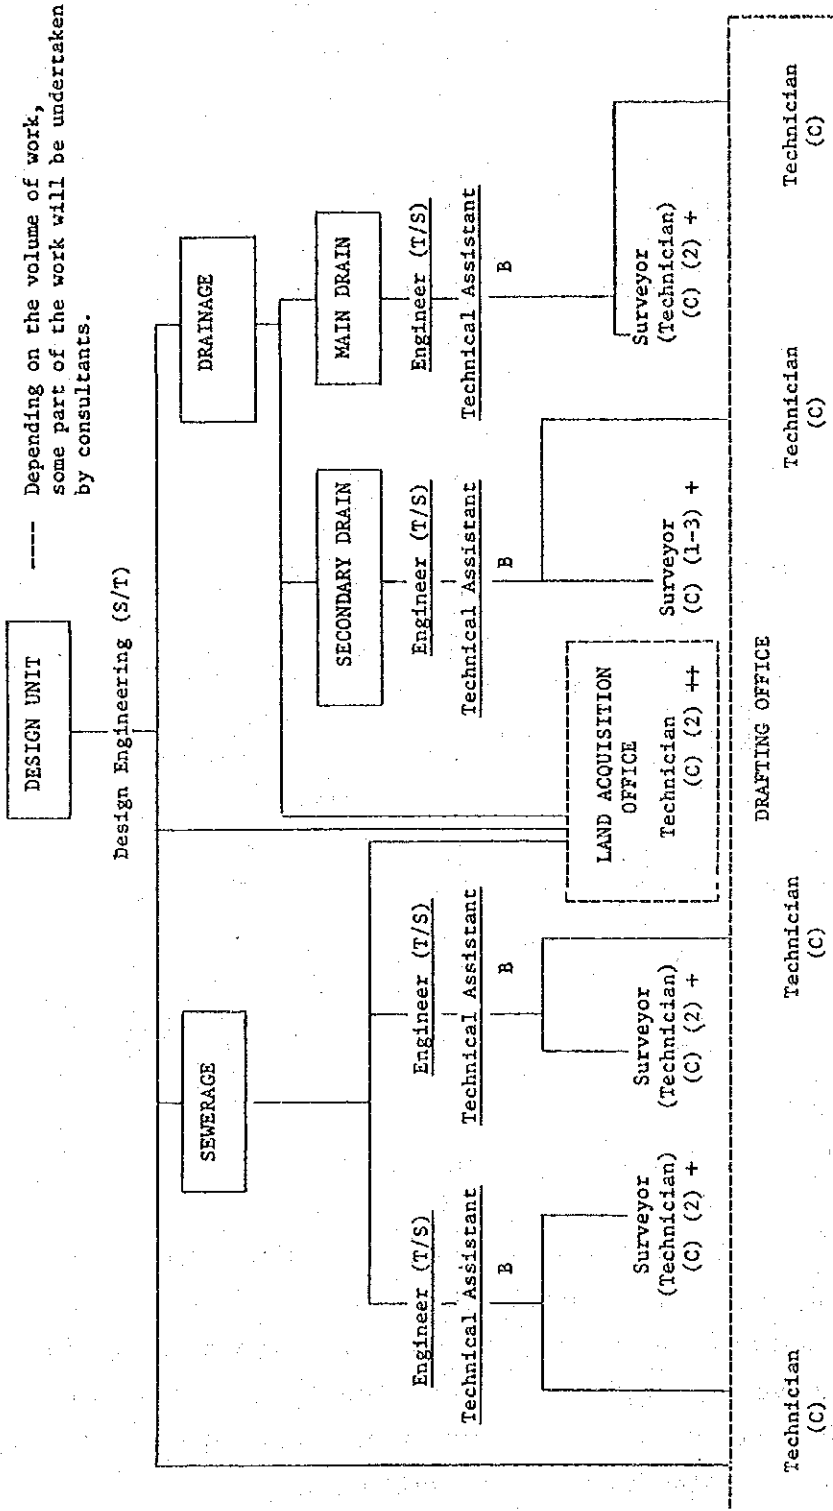 DESIGN UNIT
---- Depending on the volume of work,
some part of the work will be undertaken
by consultants.
Design Engineering (S/T)
SEWERAGE
DRAINAGE
SECONDARY DRAIN
MAIN DRAIN
Engineer (T/S)
Technical Assistant
B
Engineer (T/S)
Technical Assistant
B
Engineer (T/S)
Technical Assistant
B
Engineer (T/S)
Technical Assistant
B
LAND ACQUISITION
OFFICE
Technician
(C) (2) ++
Surveyor
(Technician)
(C) (2) +
Surveyor
(Technician)
(C) (2) +
Surveyor
(C) (1-3) +
Surveyor
(Technician)
(C) (2) +
DRAFTING OFFICE
Technician
(C)
Technician
(C)
Technician
(C)
Technician
(C)